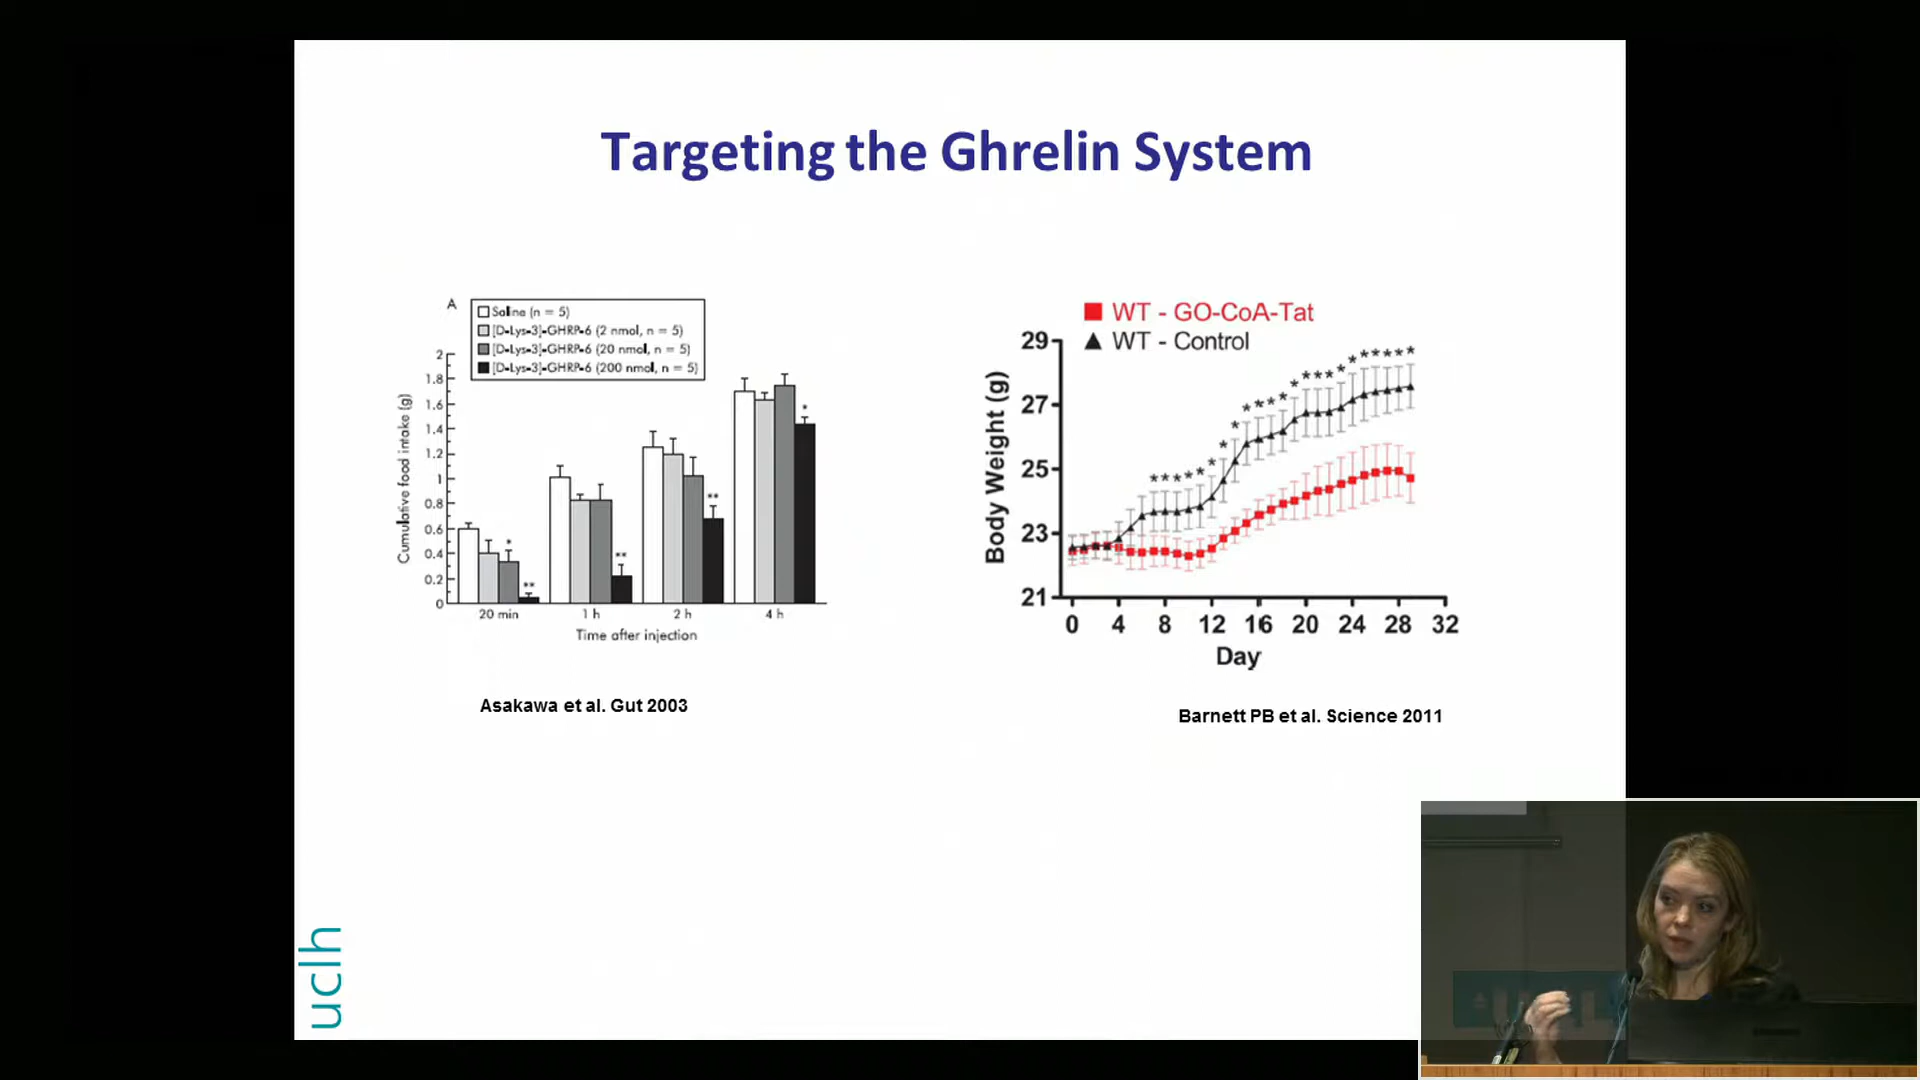 Targeting the Ghrelin System
A
Saline (n = 5)
[D-Lys-3]-GHRP-6 (2 nmol, n = 5)
[D-Lys-3]-GHRP-6 (20 nmol, n = 5)
[D-Lys-3]-GHRP-6 (200 nmol, n = 5)
Cumulative food intake (g)
2
1.8
1.6
1.4
1.2
1
0.8
0.6
0.4
0.2
0
* ** ** ** *
20 min 1 h 2 h 4 h
Time after injection
Asakawa et al. Gut 2003
WT - GO-CoA-Tat
WT - Control
Body Weight (g)
29
27
25
23
21
0 4 8 12 16 20 24 28 32
Day
Barnett PB et al. Science 2011
uclh